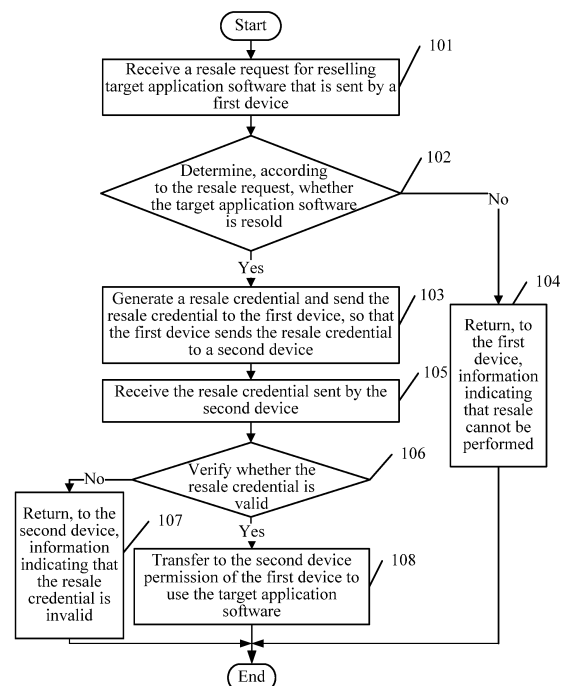 Start
101
Receive a resale request for reselling
target application software that is sent by a
first device
102
Determine, according
to the resale request, whether
the target application software
is resold
No
Yes
Generate a resale credential and send the
resale credential to the first device, so that
the first device sends the resale credential
to a second device
103
104
Return, to
the first
device,
information
indicating
that resale
cannot be
performed
Receive the resale credential sent by the
second device
105
106
Verify whether the
resale credential is
valid
No
Yes
Return, to the
second device,
information
indicating that
the resale
credential is
invalid
107
Transfer to the second device
permission of the first device to
use the target application
software
108
End